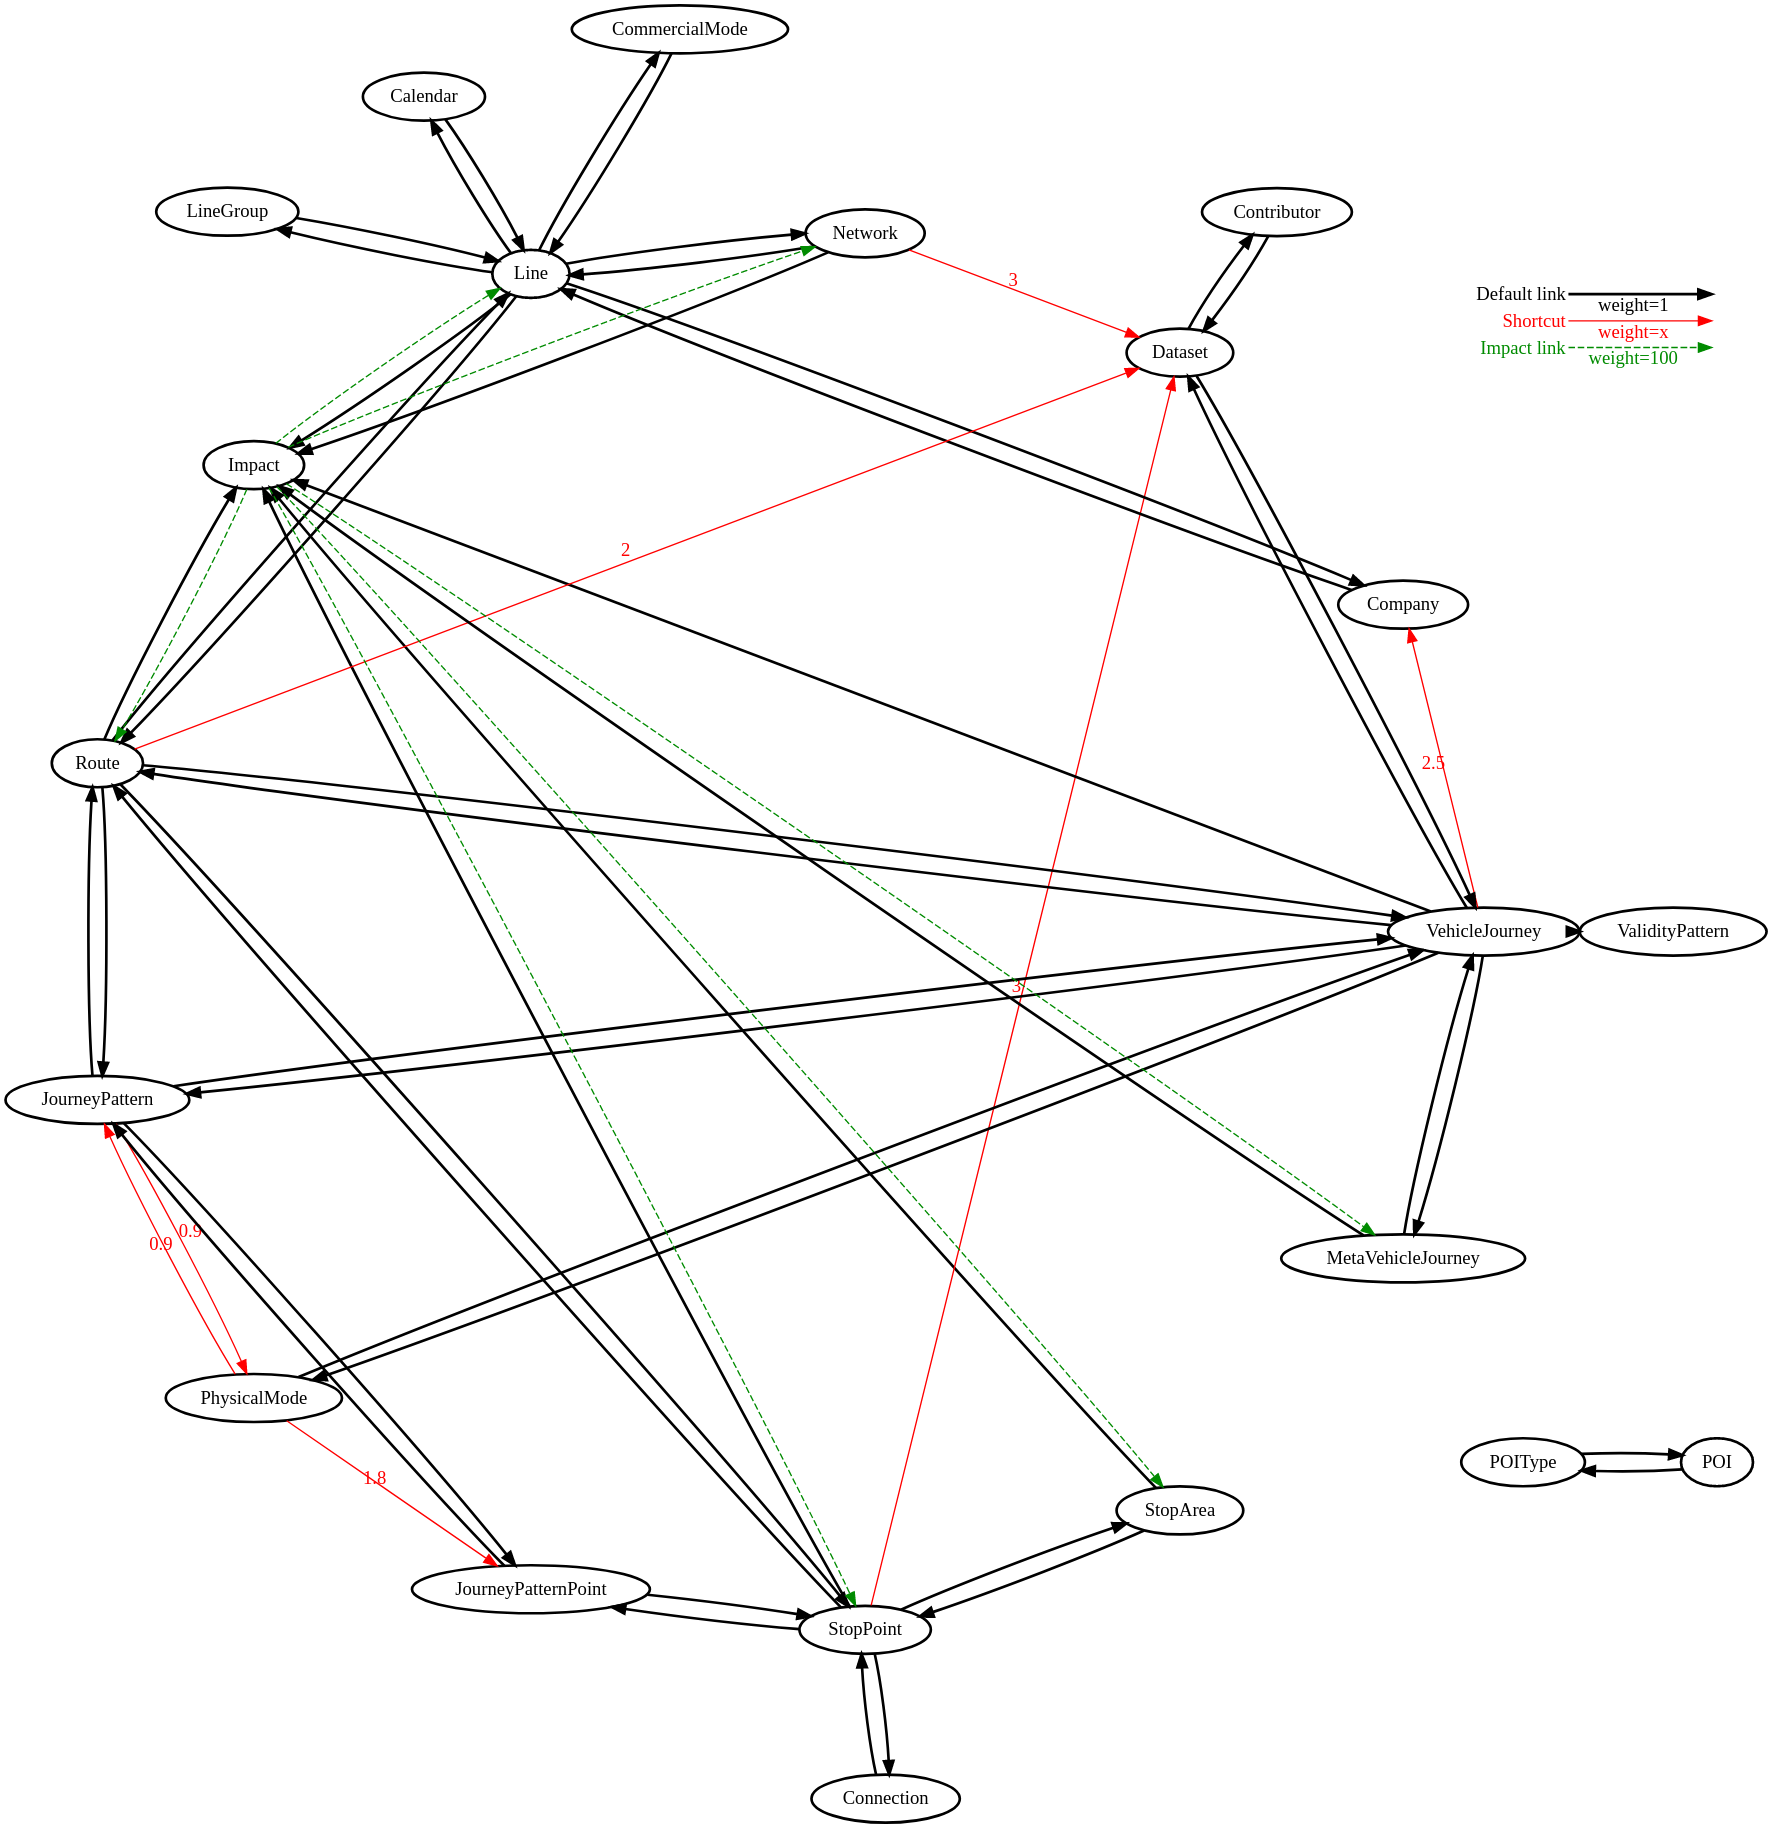 CommercialMode
Calendar
LineGroup
Contributor
Network
Line
3
Default link
weight=1
Shortcut
weight=x
Impact link
weight=100
Dataset
Impact
2
Company
Route
2.5
VehicleJourney
ValidityPattern
3
JourneyPattern
0.9
0.9
MetaVehicleJourney
PhysicalMode
1.8
POIType
POI
StopArea
JourneyPatternPoint
StopPoint
Connection